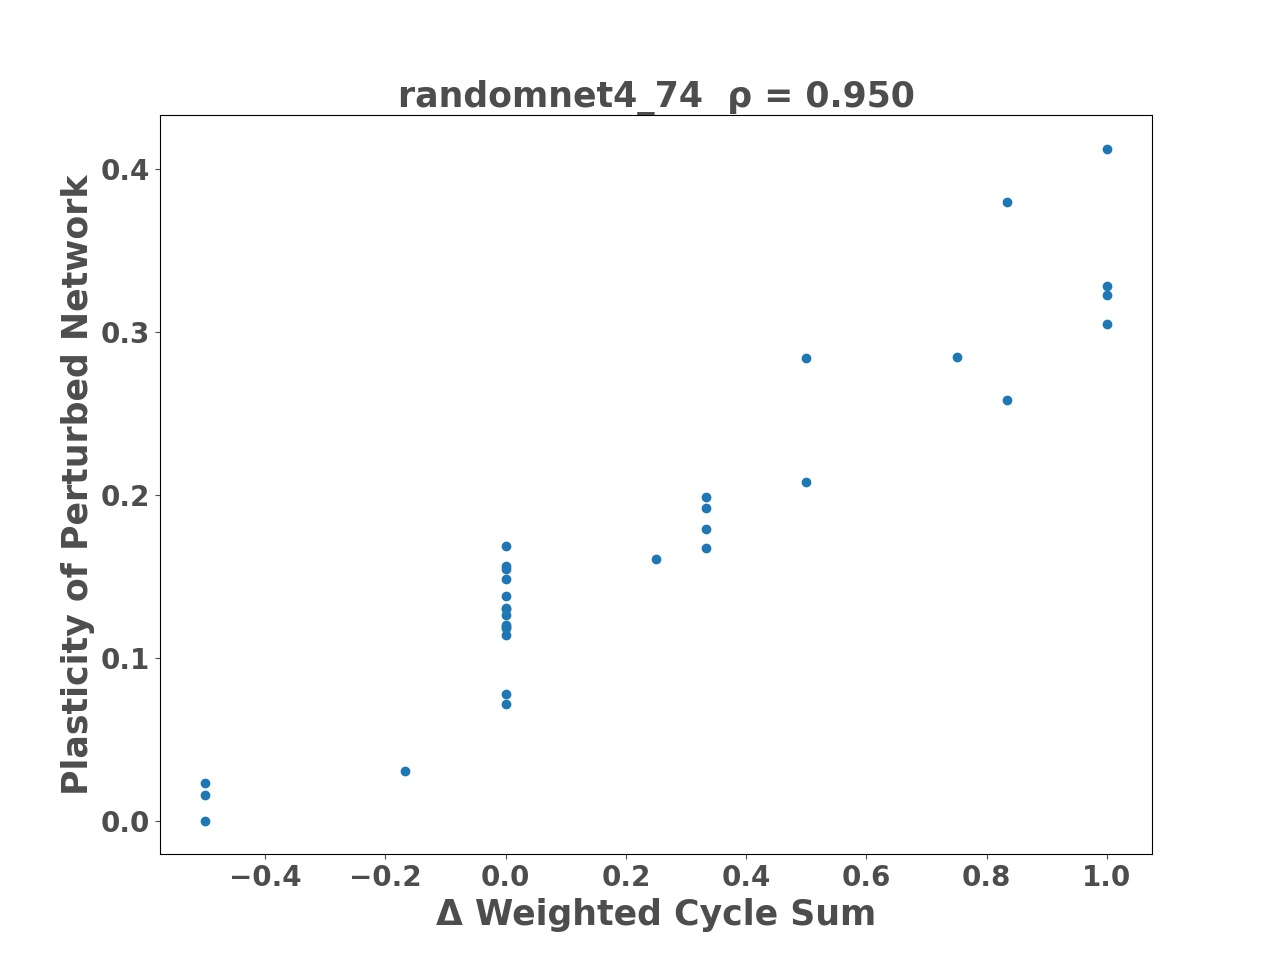 randomnet4_74 ρ = 0.950
Plasticity of Perturbed Network
0.4
0.3
0.2
0.1
0.0
−0.4 −0.2 0.0 0.2 0.4 0.6 0.8 1.0
Δ Weighted Cycle Sum